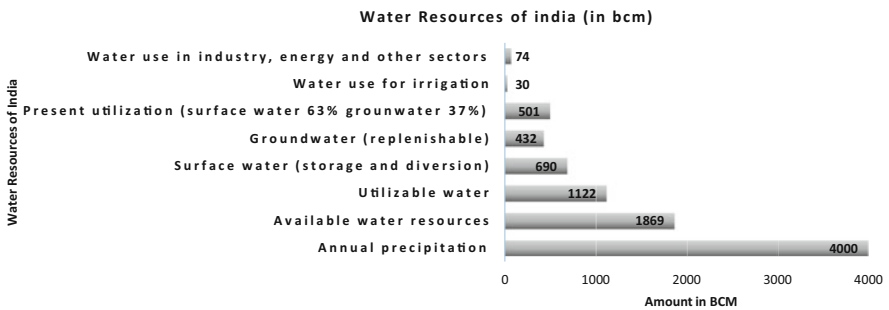 Water Resources of india (in bcm)
Water Resources of India
Water use in industry, energy and other sectors 74
Water use for irrigation 30
Present utilization (surface water 63% grounwater 37%) 501
Groundwater (replenishable) 432
Surface water (storage and diversion) 690
Utilizable water 1122
Available water resources 1869
Annual precipitation 4000
0 1000 2000 3000 4000
Amount in BCM